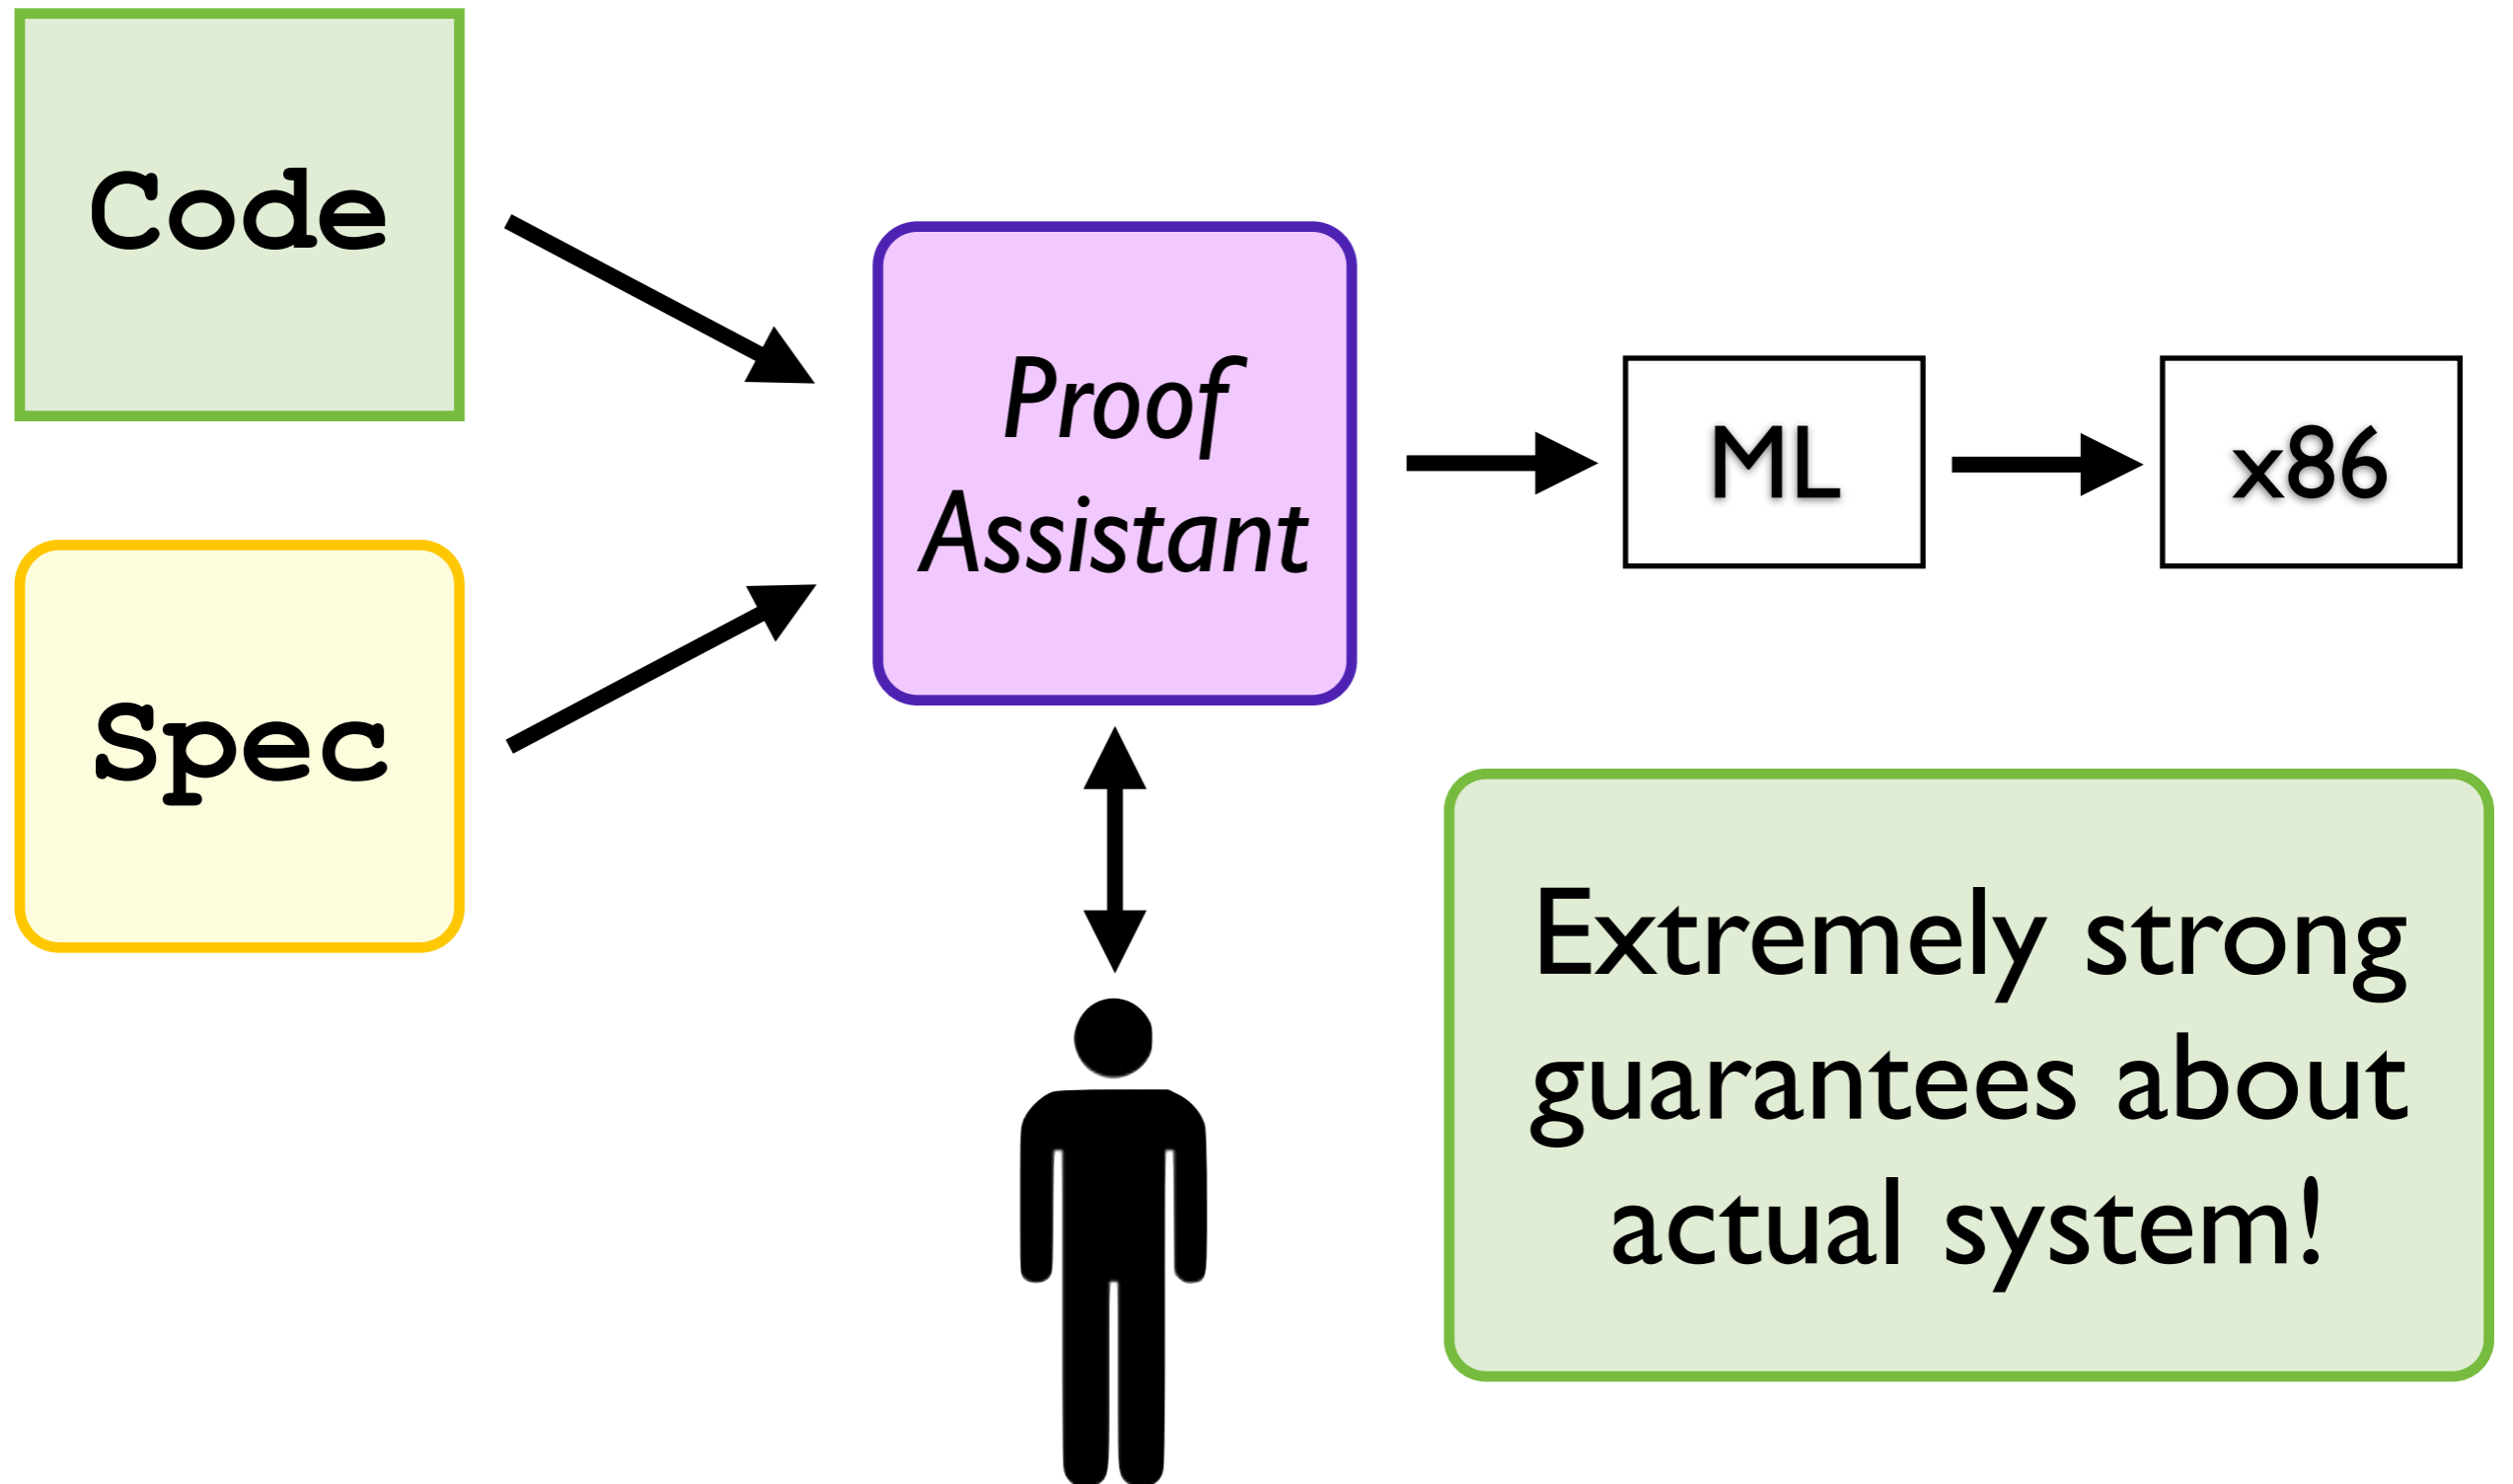 Code
Spec
Proof
Assistant
ML
x86
Extremely strong
guarantees about
actual system!